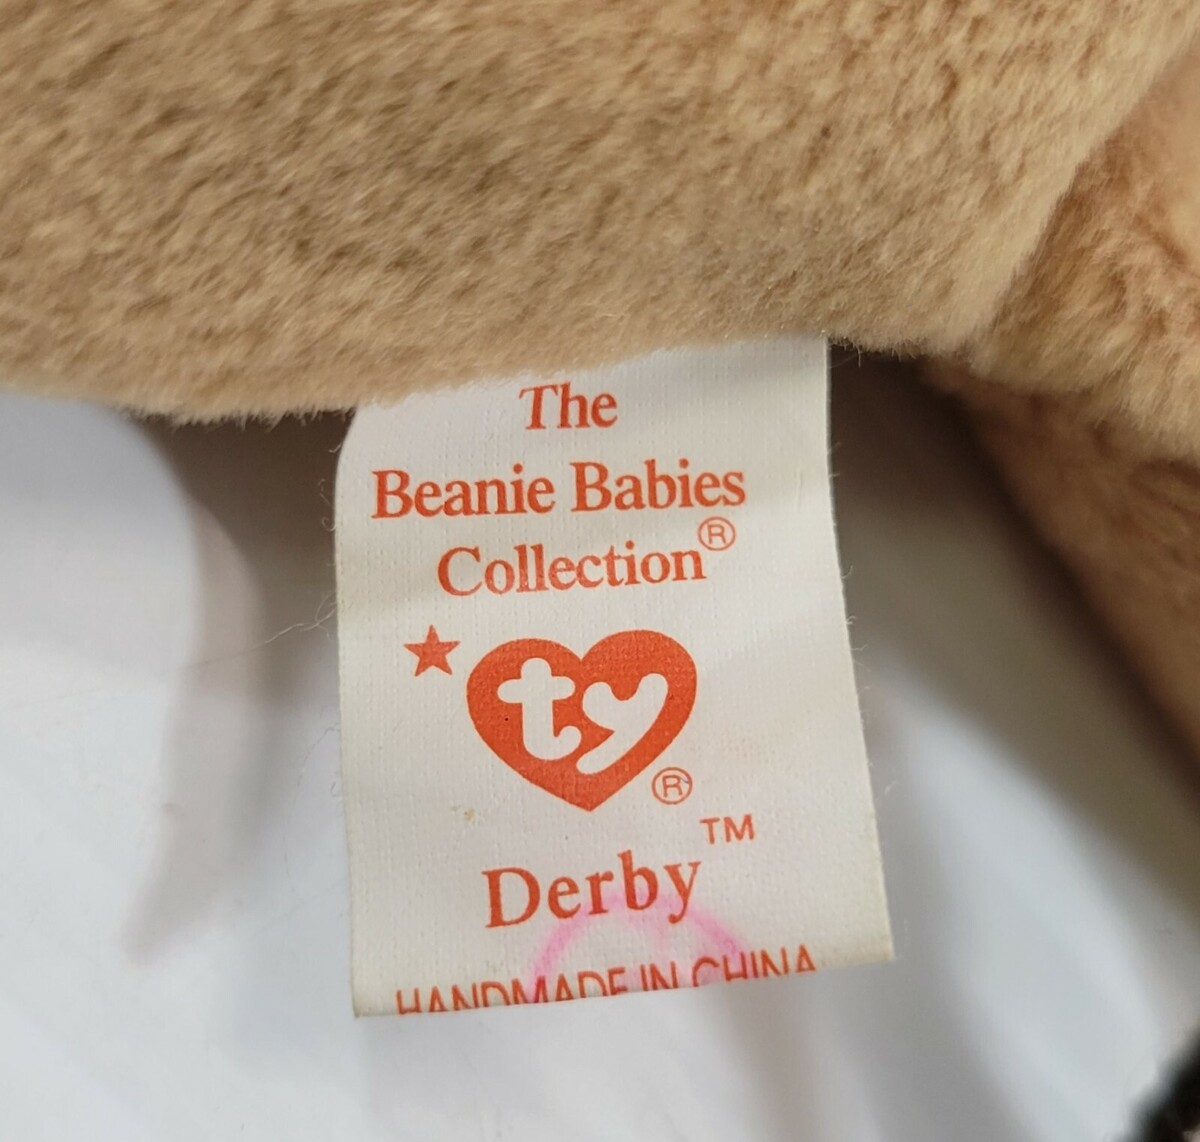 The
Beanie Babies
Collection®
ty®
Derby™
HANDMADE IN CHINA